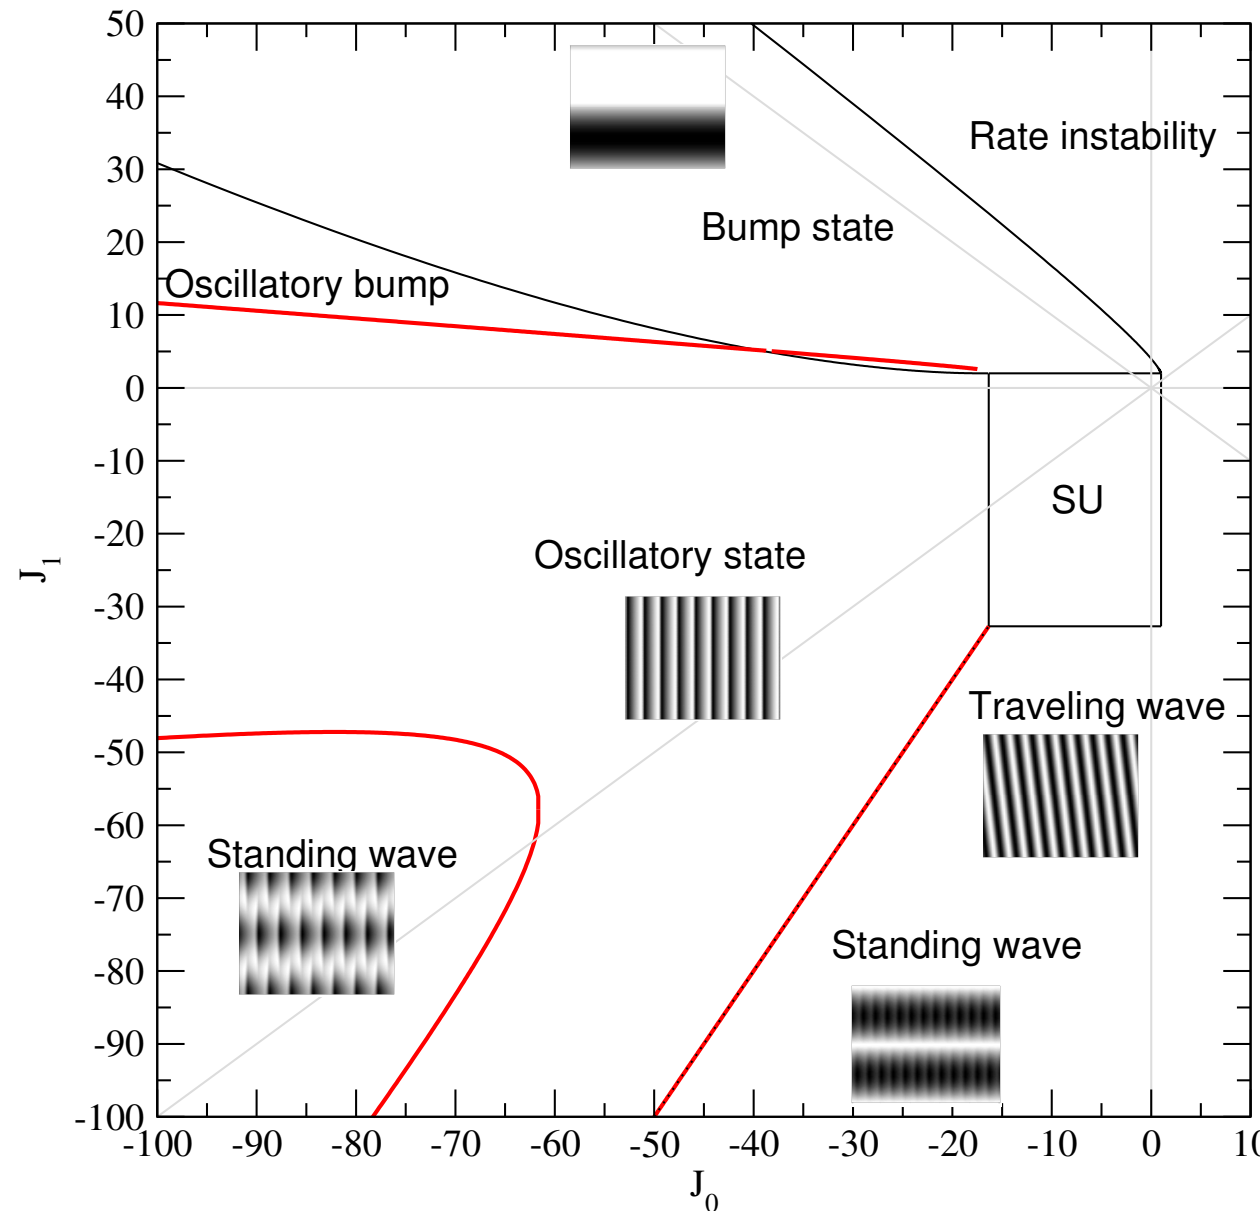 50
40
30
20
10
0
-10
-20
-30
-40
-50
-60
-70
-80
-90
-100
J1
Rate instability
Bump state
Oscillatory bump
SU
Oscillatory state
Traveling wave
Standing wave
Standing wave
-100 -90 -80 -70 -60 -50 -40 -30 -20 -10 0 10
J0